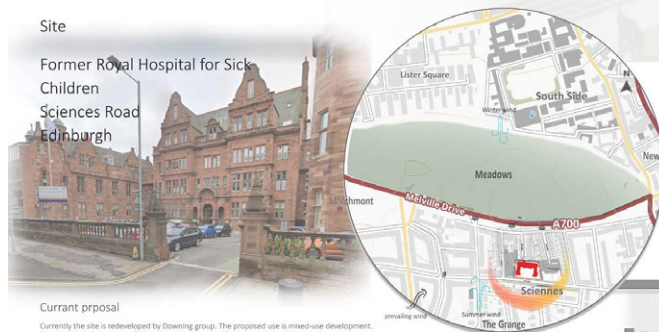 Site
Former Royal Hospital for Sick
Children
Sciences Road
Edinburgh
Currant prposal
Currently the site is redeveloped by Downing group. The proposed use is mixed-use development.
Lister Square
South Side
N
Winter wind
Meadows
New
Marchmont
Melville Drive
A700
Sciennes
prevailing wind
Summer wind
The Grange